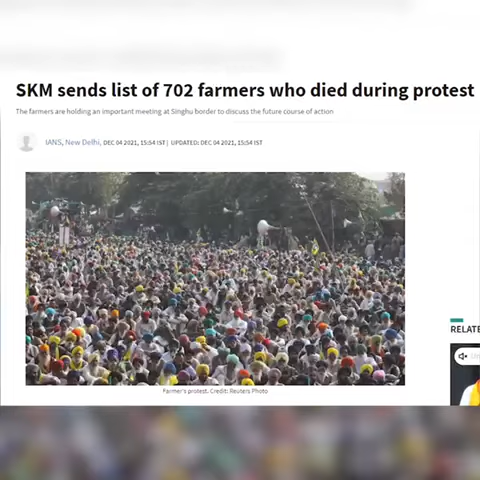 SKM sends list of 702 farmers who died during protest
The farmers are holding an important meeting at Singhu border to discuss the future course of action
IANS, New Delhi, DEC 04 2021, 15:54 IST | UPDATED: DEC 04 2021, 15:54 IST
Farmer's protest. Credit: Reuters Photo
RELATE